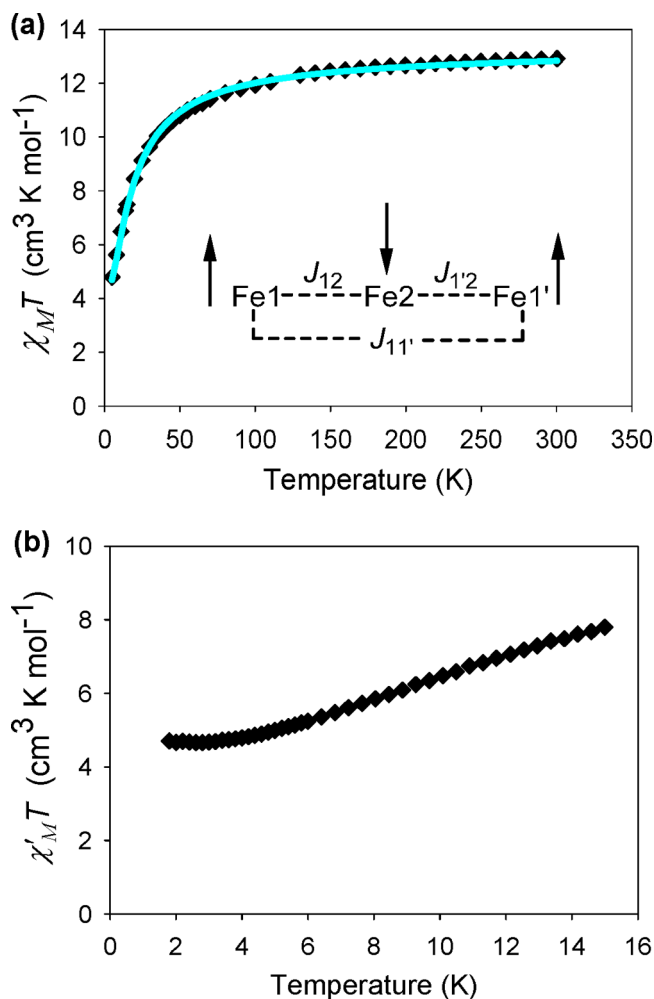 (a)
14
12
10
8
6
4
2
0
χMT (cm³ K mol⁻¹)
J12 J1'2
Fe1 Fe2 Fe1'
J11'
0 50 100 150 200 250 300 350
Temperature (K)
(b)
10
8
6
4
2
0
χ'MT (cm³ K mol⁻¹)
0 2 4 6 8 10 12 14 16
Temperature (K)